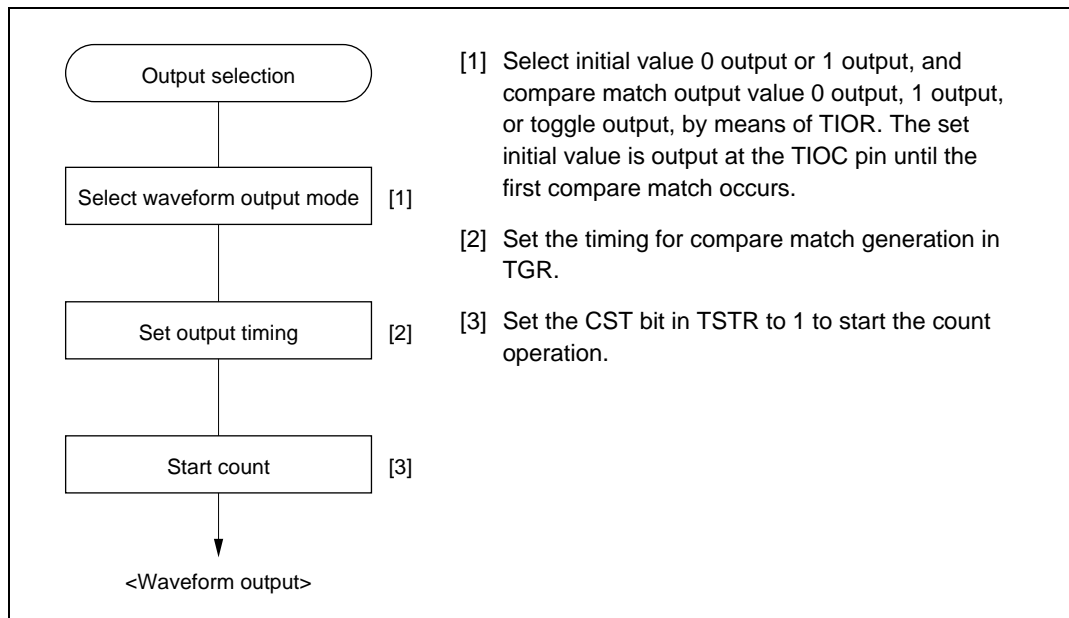 Output selection
Select waveform output mode [1]
Set output timing [2]
Start count [3]
<Waveform output>
[1] Select initial value 0 output or 1 output, and
compare match output value 0 output, 1 output,
or toggle output, by means of TIOR. The set
initial value is output at the TIOC pin until the
first compare match occurs.
[2] Set the timing for compare match generation in
TGR.
[3] Set the CST bit in TSTR to 1 to start the count
operation.